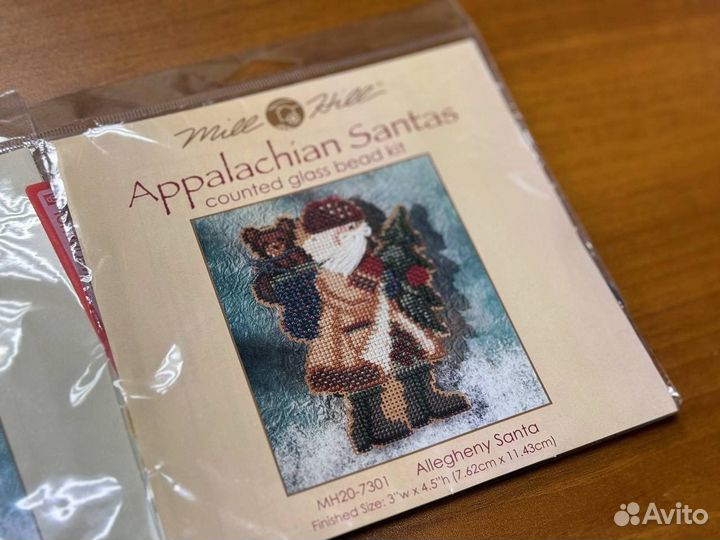 Mill Hill
Appalachian Santas
counted glass bead kit
MH20-7301 Allegheny Santa
Finished Size: 3"w x 4.5"h (7.62cm x 11.43cm)
Avito